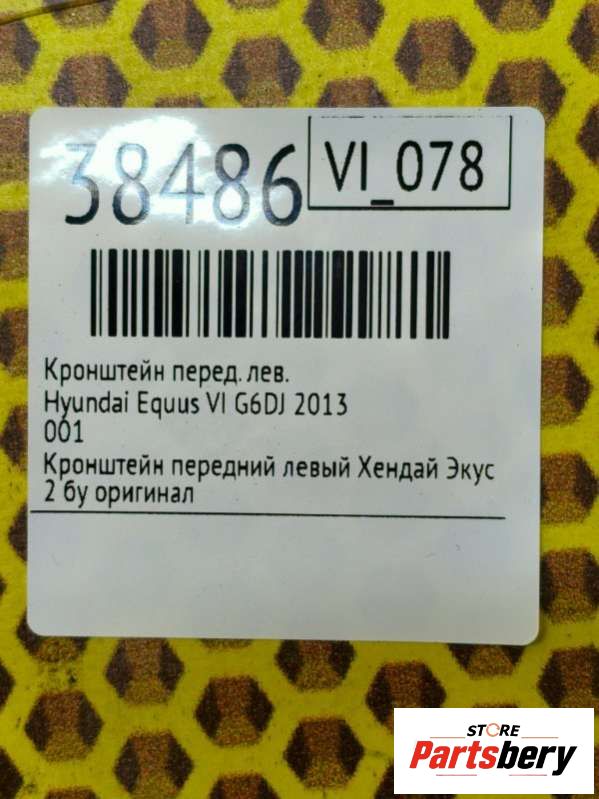 38486
VI_078
Кронштейн перед. лев.
Hyundai Equus VI G6DJ 2013
001
Кронштейн передний левый Хендай Экус
2 бу оригинал
STORE
Partsbery